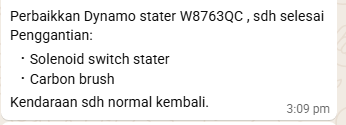 Perbaikkan Dynamo stater W8763QC , sdh selesai
Penggantian:
· Solenoid switch stater
· Carbon brush
Kendaraan sdh normal kembali.
3:09 pm